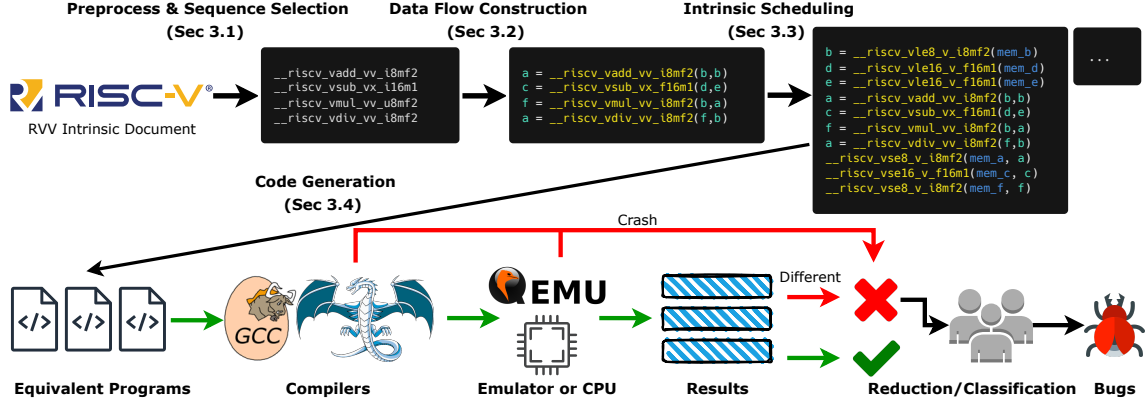 Preprocess & Sequence Selection
(Sec 3.1)
Data Flow Construction
(Sec 3.2)
Intrinsic Scheduling
(Sec 3.3)
RISC-V®
RVV Intrinsic Document
__riscv_vadd_vv_i8mf2
__riscv_vsub_vx_i16m1
__riscv_vmul_vv_u8mf2
__riscv_vdiv_vv_i8mf2
a = __riscv_vadd_vv_i8mf2(b,b)
c = __riscv_vsub_vx_f16m1(d,e)
f = __riscv_vmul_vv_i8mf2(b,a)
a = __riscv_vdiv_vv_i8mf2(f,b)
b = __riscv_vle8_v_i8mf2(mem_b)
d = __riscv_vle16_v_f16m1(mem_d)
e = __riscv_vle16_v_f16m1(mem_e)
a = __riscv_vadd_vv_i8mf2(b,b)
c = __riscv_vsub_vx_f16m1(d,e)
f = __riscv_vmul_vv_i8mf2(b,a)
a = __riscv_vdiv_vv_i8mf2(f,b)
__riscv_vse8_v_i8mf2(mem_a, a)
__riscv_vse16_v_f16m1(mem_c, c)
__riscv_vse8_v_i8mf2(mem_f, f)
...
Code Generation
(Sec 3.4)
Crash
</> </> </>
GCC
QEMU
Different
Equivalent Programs
Compilers
Emulator or CPU
Results
Reduction/Classification
Bugs